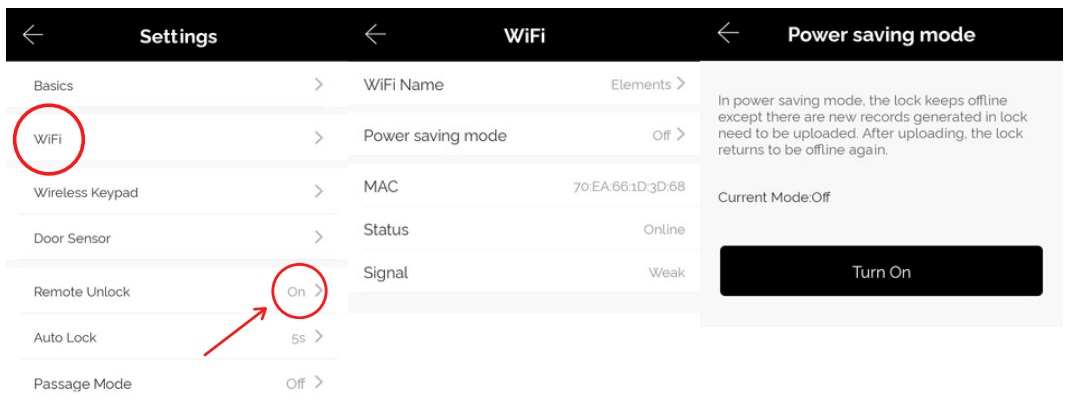 Settings
Basics
WiFi
Wireless Keypad
Door Sensor
Remote Unlock On
Auto Lock 5s
Passage Mode Off
WiFi
WiFi Name Elements
Power saving mode Off
MAC 70:EA:66:1D:3D:68
Status Online
Signal Weak
Power saving mode
In power saving mode, the lock keeps offline
except there are new records generated in lock
need to be uploaded. After uploading, the lock
returns to be offline again.
Current Mode:Off
Turn On